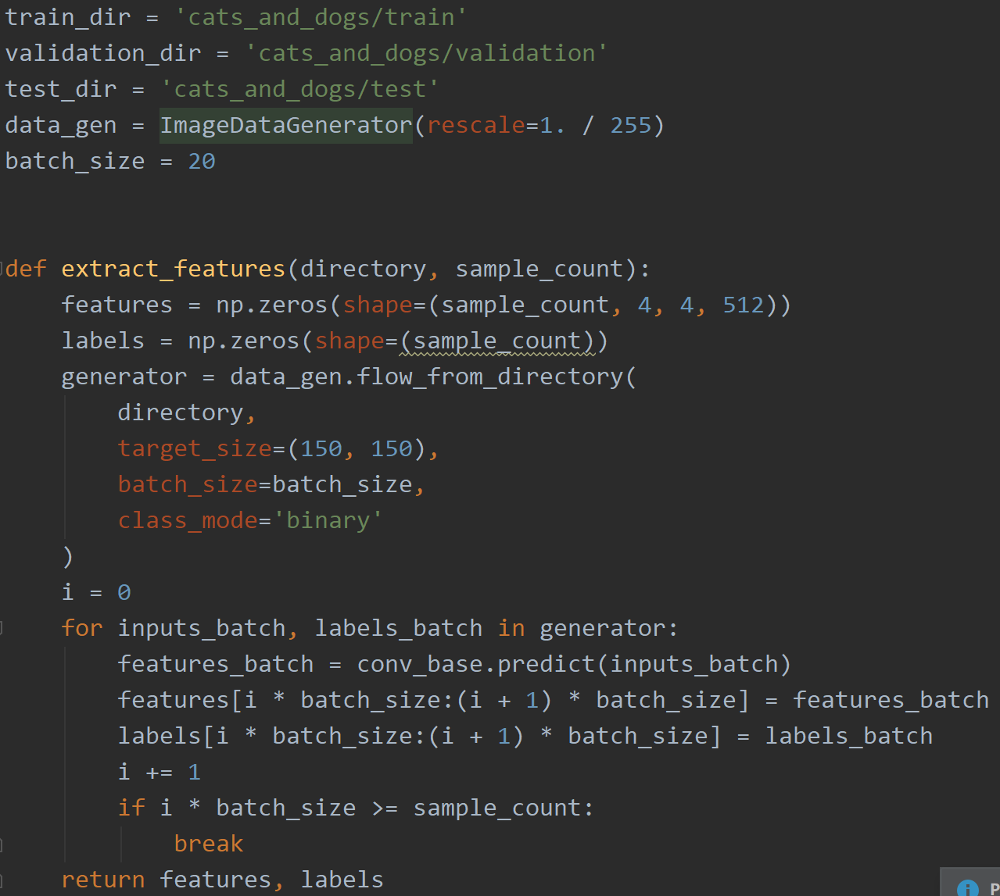 train_dir = 'cats_and_dogs/train'
validation_dir = 'cats_and_dogs/validation'
test_dir = 'cats_and_dogs/test'
data_gen = ImageDataGenerator(rescale=1. / 255)
batch_size = 20
def extract_features(directory, sample_count):
    features = np.zeros(shape=(sample_count, 4, 4, 512))
    labels = np.zeros(shape=(sample_count))
    generator = data_gen.flow_from_directory(
        directory,
        target_size=(150, 150),
        batch_size=batch_size,
        class_mode='binary'
    )
    i = 0
    for inputs_batch, labels_batch in generator:
        features_batch = conv_base.predict(inputs_batch)
        features[i * batch_size:(i + 1) * batch_size] = features_batch
        labels[i * batch_size:(i + 1) * batch_size] = labels_batch
        i += 1
        if i * batch_size >= sample_count:
            break
    return features, labels